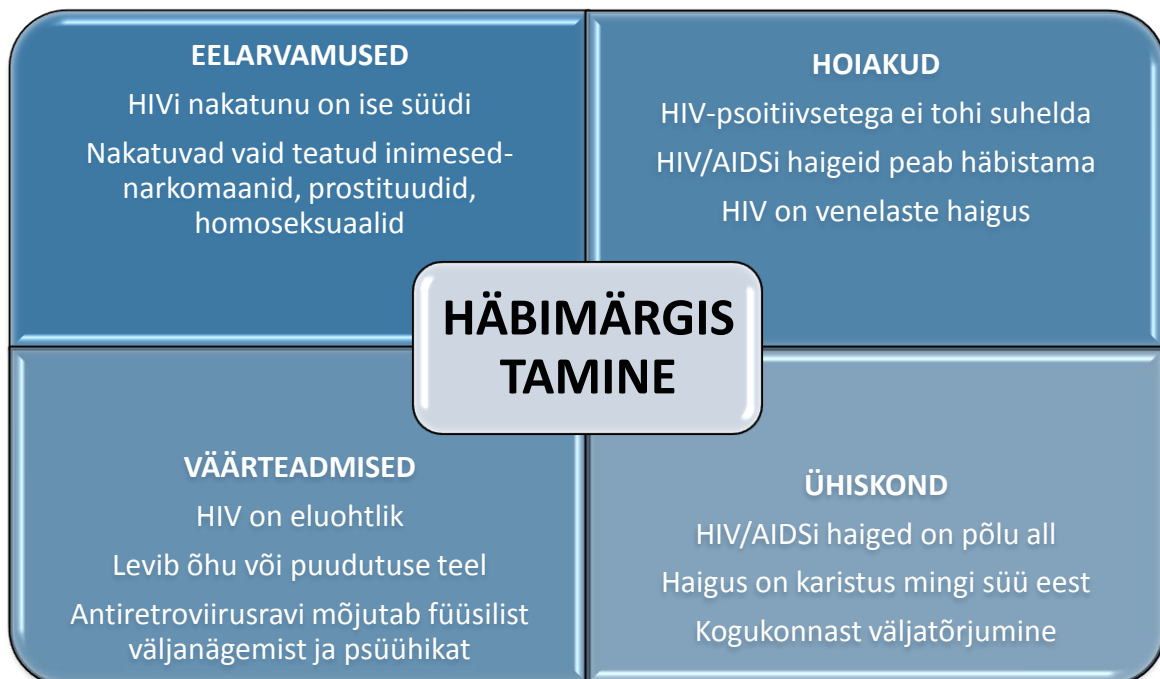 EELARVAMUSED
HIVi nakatunu on ise süüdi
Nakatuvad vaid teatud inimesed-
narkomaanid, prostituudid,
homoseksuaalid
HOIAKUD
HIV-psoitiivsetega ei tohi suhelda
HIV/AIDSi haigeid peab häbistama
HIV on venelaste haigus
HÄBIMÄRGIS
TAMINE
VÄÄRTEADMISED
HIV on eluohtlik
Levib õhu või puudutuse teel
Antiretroviirusravi mõjutab füüsilist
väljanägemist ja psüühikat
ÜHISKOND
HIV/AIDSi haiged on põlu all
Haigus on karistus mingi süü eest
Kogukonnast väljatõrjumine